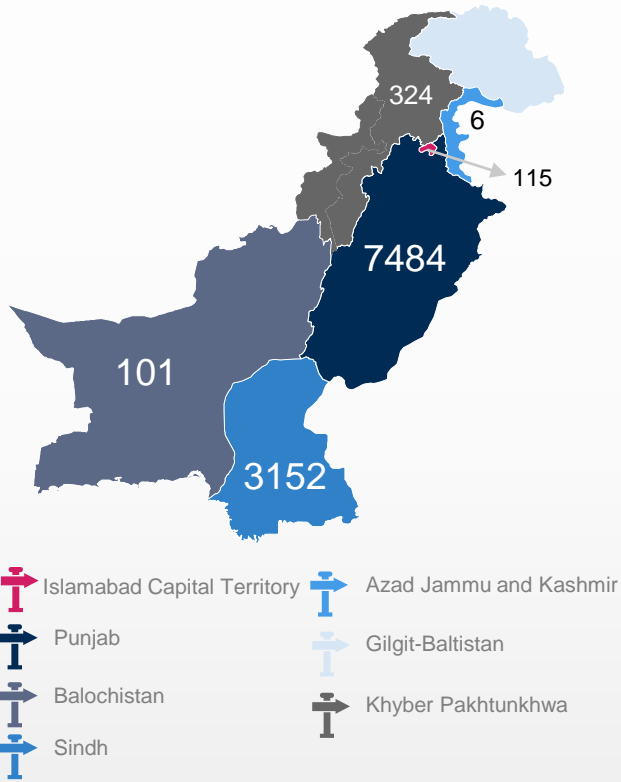 324
6
115
7484
101
3152
Islamabad Capital Territory
Azad Jammu and Kashmir
Punjab
Gilgit-Baltistan
Balochistan
Khyber Pakhtunkhwa
Sindh